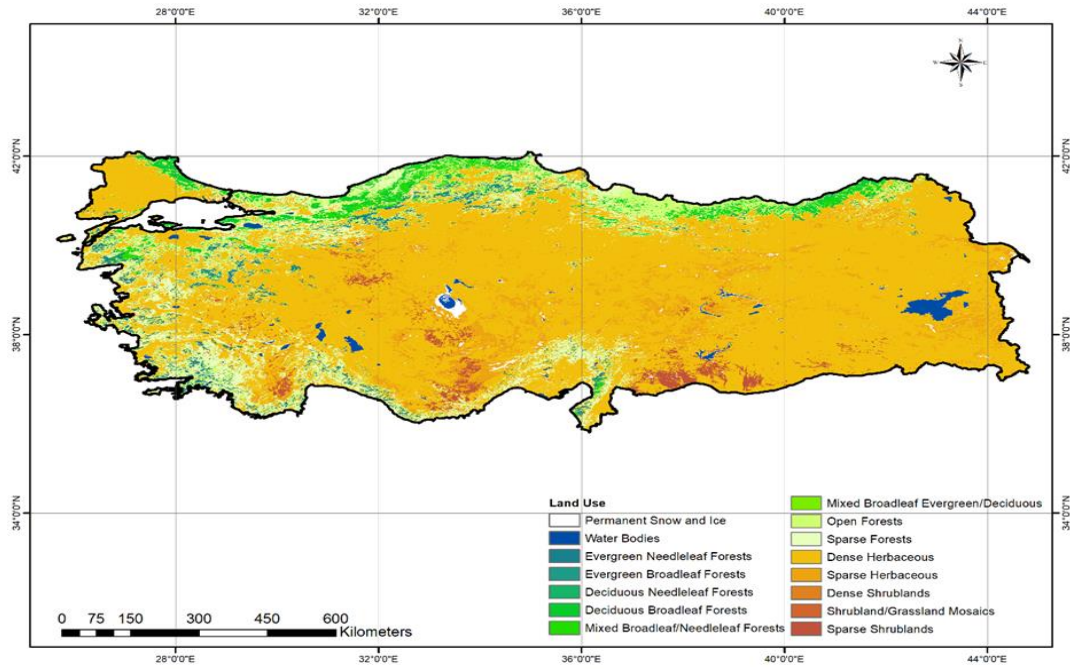 28°0'0"E 32°0'0"E 36°0'0"E 40°0'0"E 44°0'0"E
N
W E
S
42°0'0"N 42°0'0"N
38°0'0"N 38°0'0"N
34°0'0"N 34°0'0"N
Land Use
Permanent Snow and Ice
Water Bodies
Evergreen Needleleaf Forests
Evergreen Broadleaf Forests
Deciduous Needleleaf Forests
Deciduous Broadleaf Forests
Mixed Broadleaf/Needleleaf Forests
Mixed Broadleaf Evergreen/Deciduous
Open Forests
Sparse Forests
Dense Herbaceous
Sparse Herbaceous
Dense Shrublands
Shrubland/Grassland Mosaics
Sparse Shrublands
0 75 150 300 450 600
Kilometers
28°0'0"E 32°0'0"E 36°0'0"E 40°0'0"E 44°0'0"E